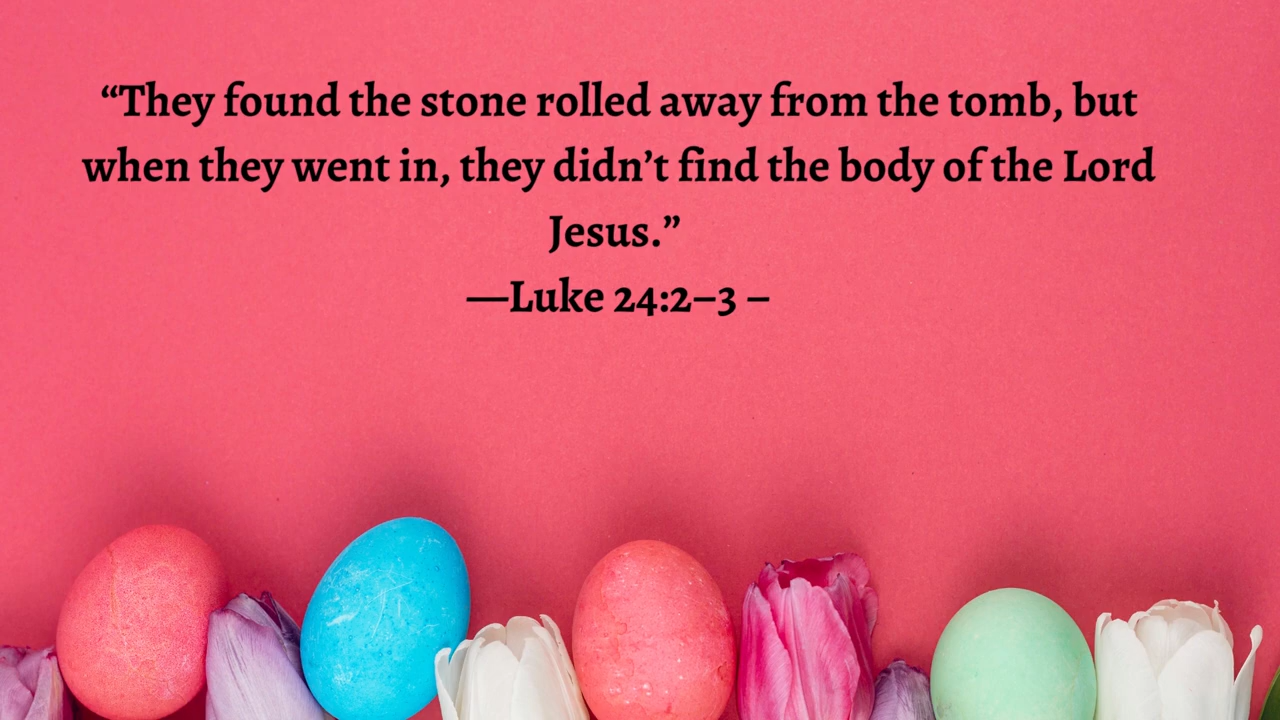 “They found the stone rolled away from the tomb, but
when they went in, they didn’t find the body of the Lord
Jesus.”
—Luke 24:2–3 –